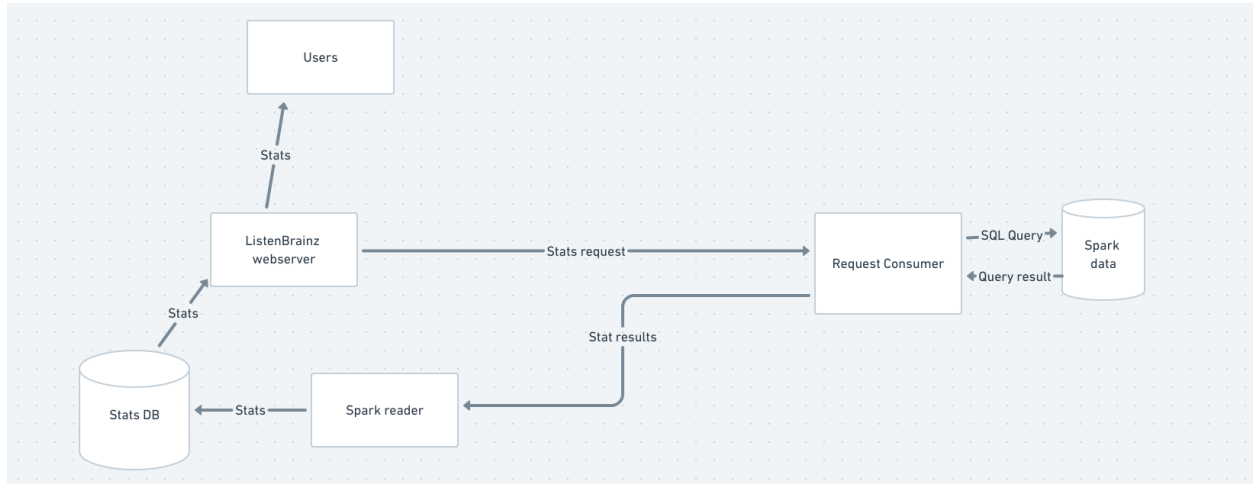 Users
Stats
ListenBrainz
webserver
Stats request
Request Consumer
SQL Query
Spark
data
Query result
Stats
Stat results
Stats DB
Stats
Spark reader